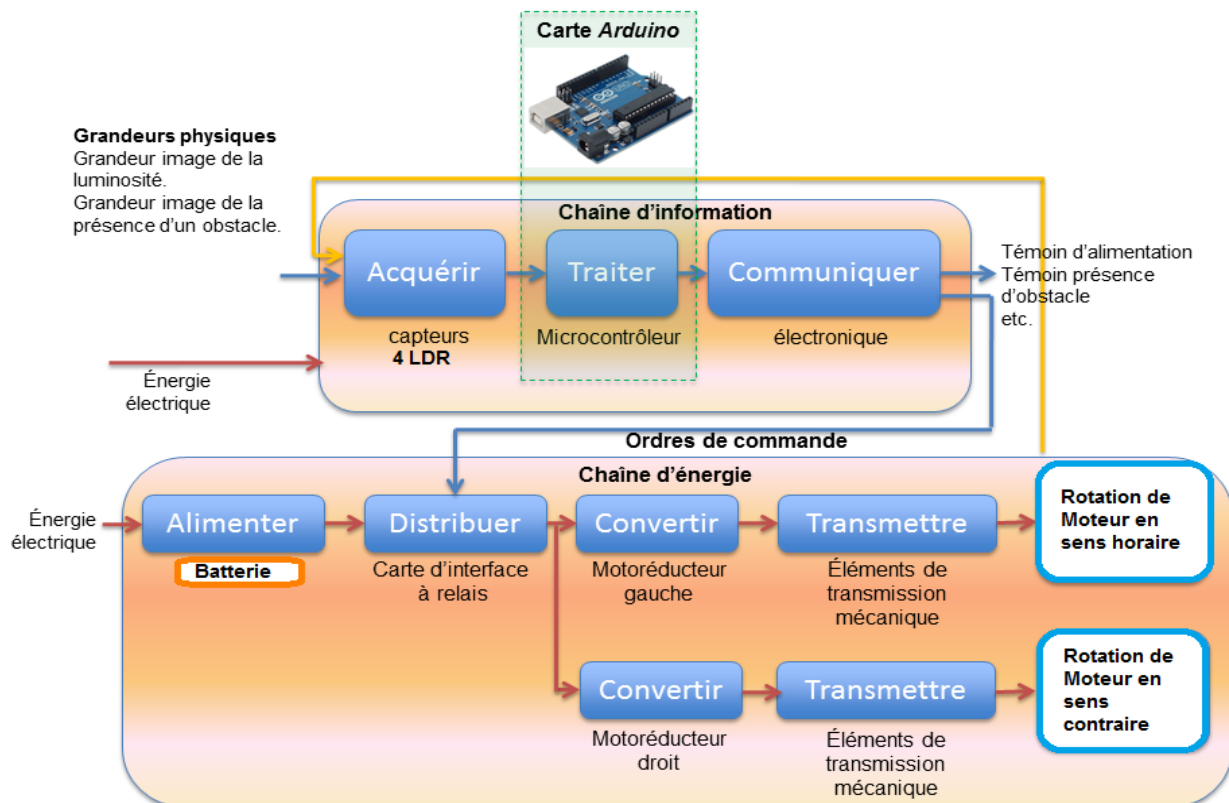 Carte Arduino
Grandeurs physiques
Grandeur image de la
luminosité.
Grandeur image de la
présence d'un obstacle.
Chaîne d'information
Acquérir
Traiter
Communiquer
capteurs
4 LDR
Microcontrôleur
électronique
Témoin d'alimentation
Témoin présence
d'obstacle
etc.
Énergie
électrique
Ordres de commande
Chaîne d'énergie
Énergie
électrique
Alimenter
Distribuer
Convertir
Transmettre
Rotation de
Moteur en
sens horaire
Batterie
Carte d'interface
à relais
Motoréducteur
gauche
Éléments de
transmission
mécanique
Convertir
Transmettre
Rotation de
Moteur en
sens
contraire
Motoréducteur
droit
Éléments de
transmission
mécanique